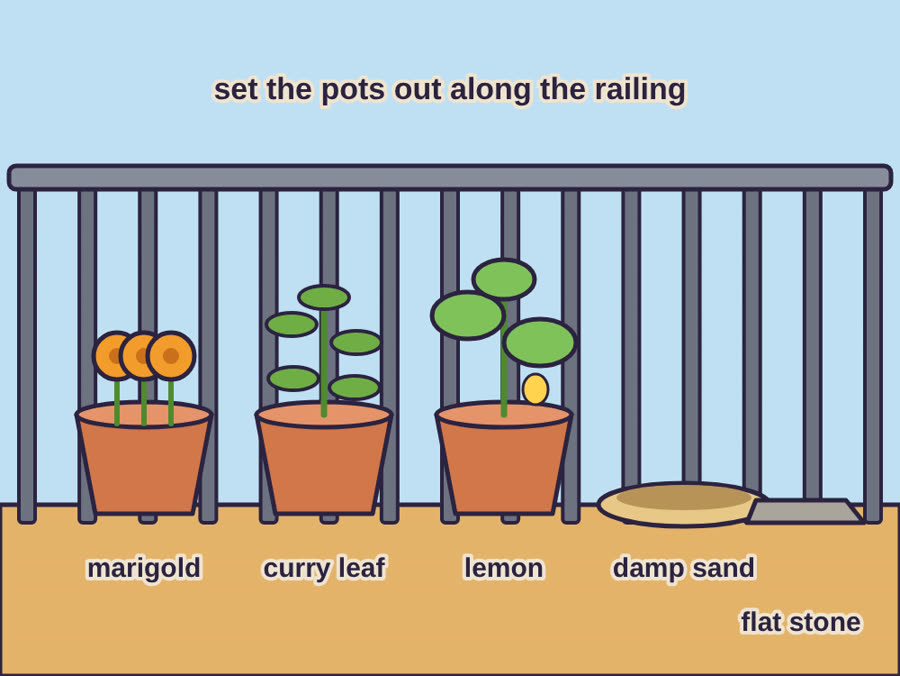 set the pots out along the railing
marigold
curry leaf
lemon
damp sand
flat stone